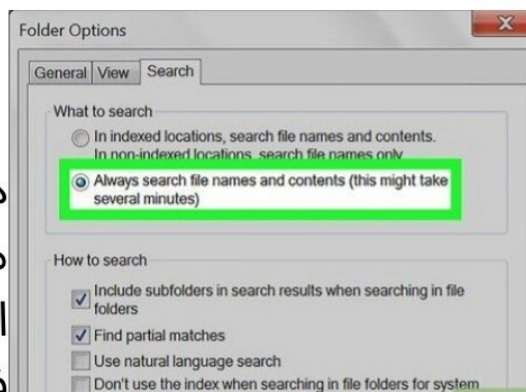 Folder Options
General View Search
What to search
In indexed locations, search file names and contents.
In non-indexed locations, search file names only
Always search file names and contents (this might take
several minutes)
How to search
Include subfolders in search results when searching in file
folders
Find partial matches
Use natural language search
Don't use the index when searching in file folders for system